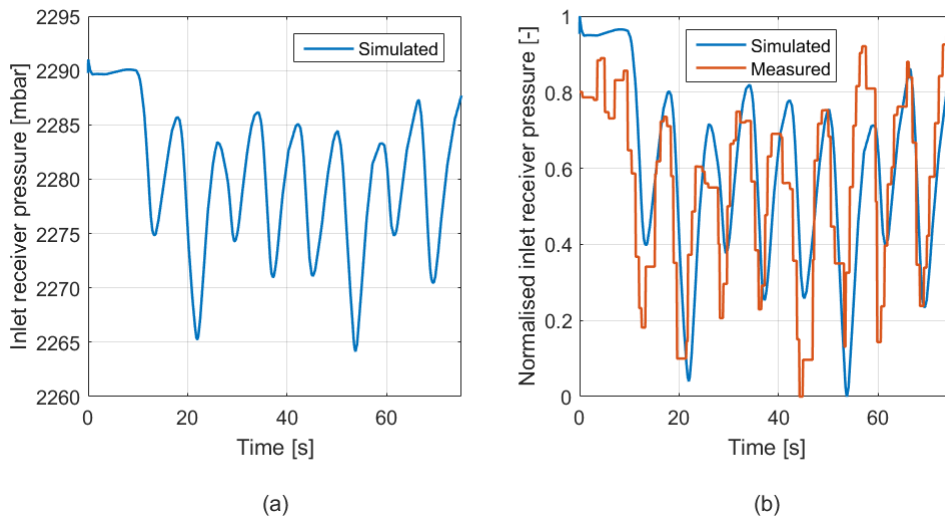 2295
2290
2285
2280
2275
2270
2265
2260
0
20
40
60
Inlet receiver pressure [mbar]
Time [s]
Simulated
(a)
1
0.8
0.6
0.4
0.2
0
0
20
40
60
Normalised inlet receiver pressure [-]
Time [s]
Simulated
Measured
(b)